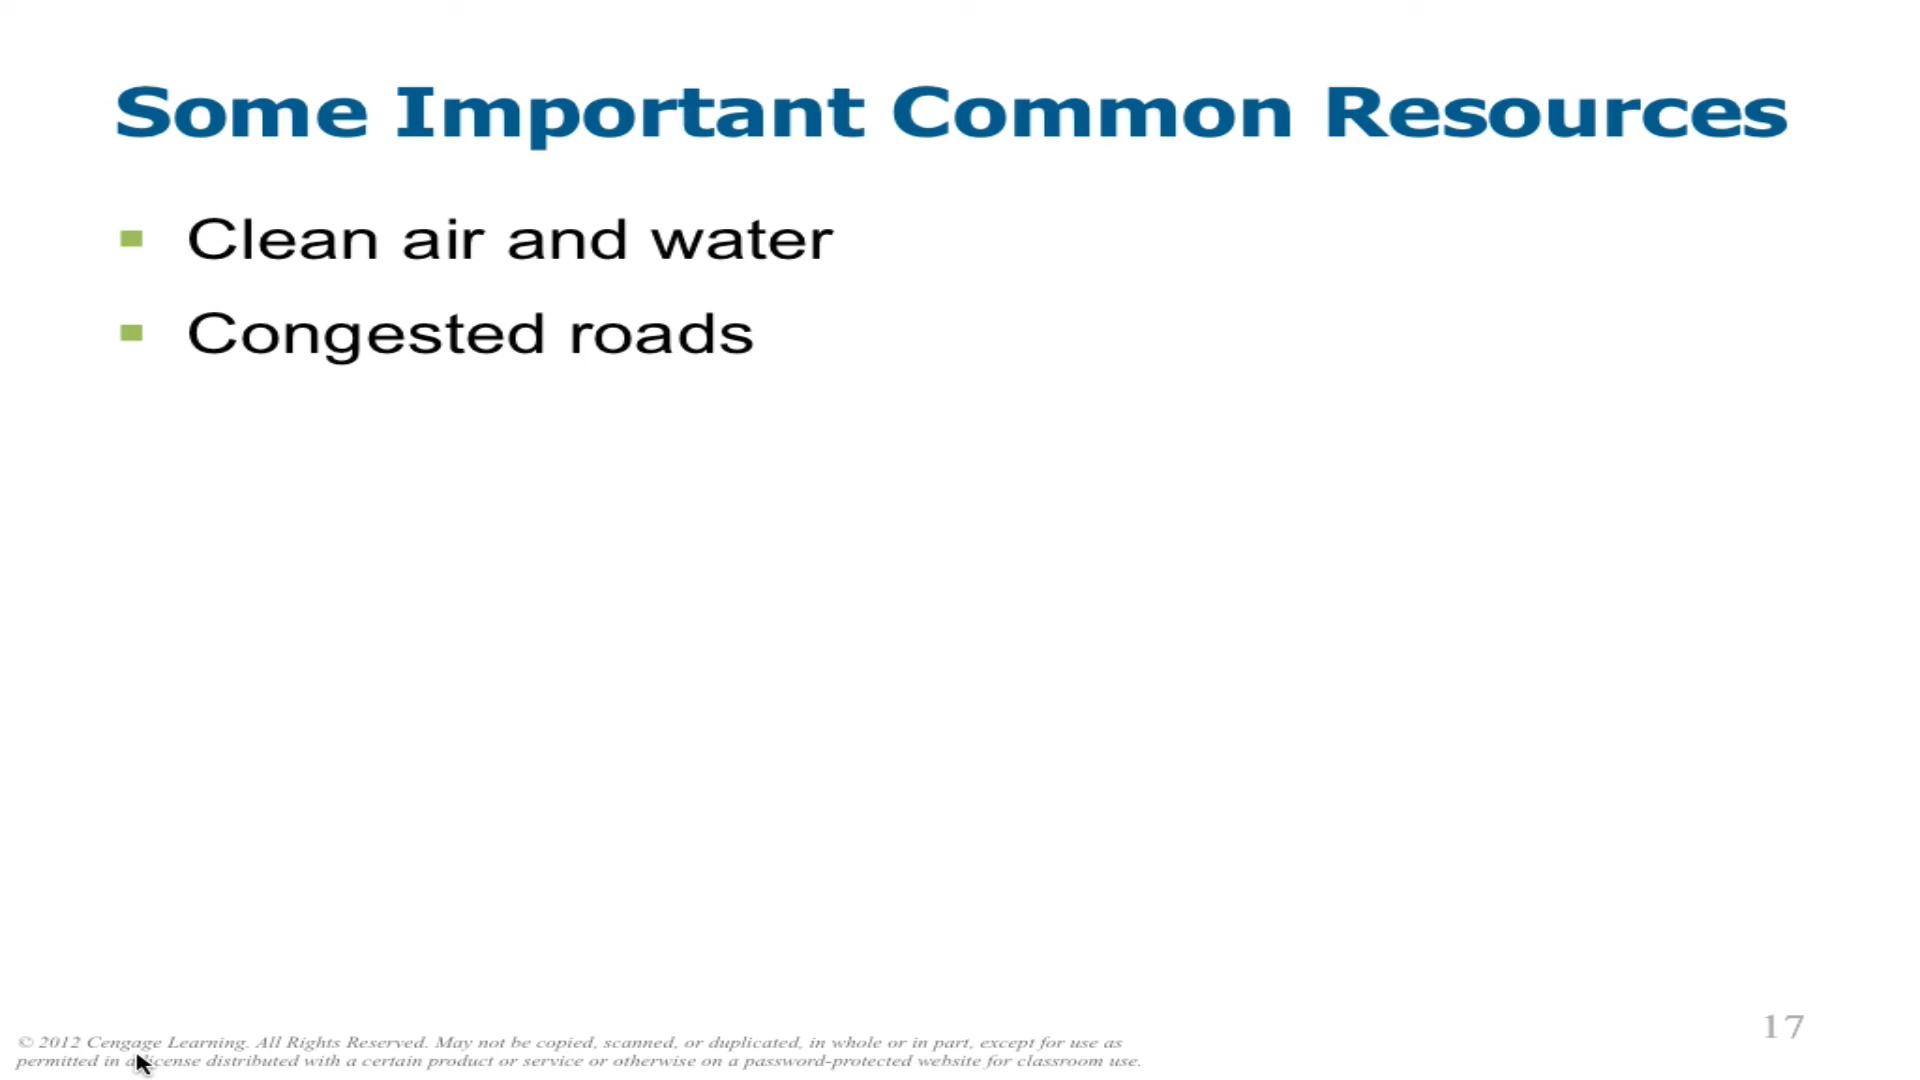 Some Important Common Resources
Clean air and water
Congested roads
17
© 2012 Cengage Learning. All Rights Reserved. May not be copied, scanned, or duplicated, in whole or in part, except for use as
permitted in a license distributed with a certain product or service or otherwise on a password-protected website for classroom use.